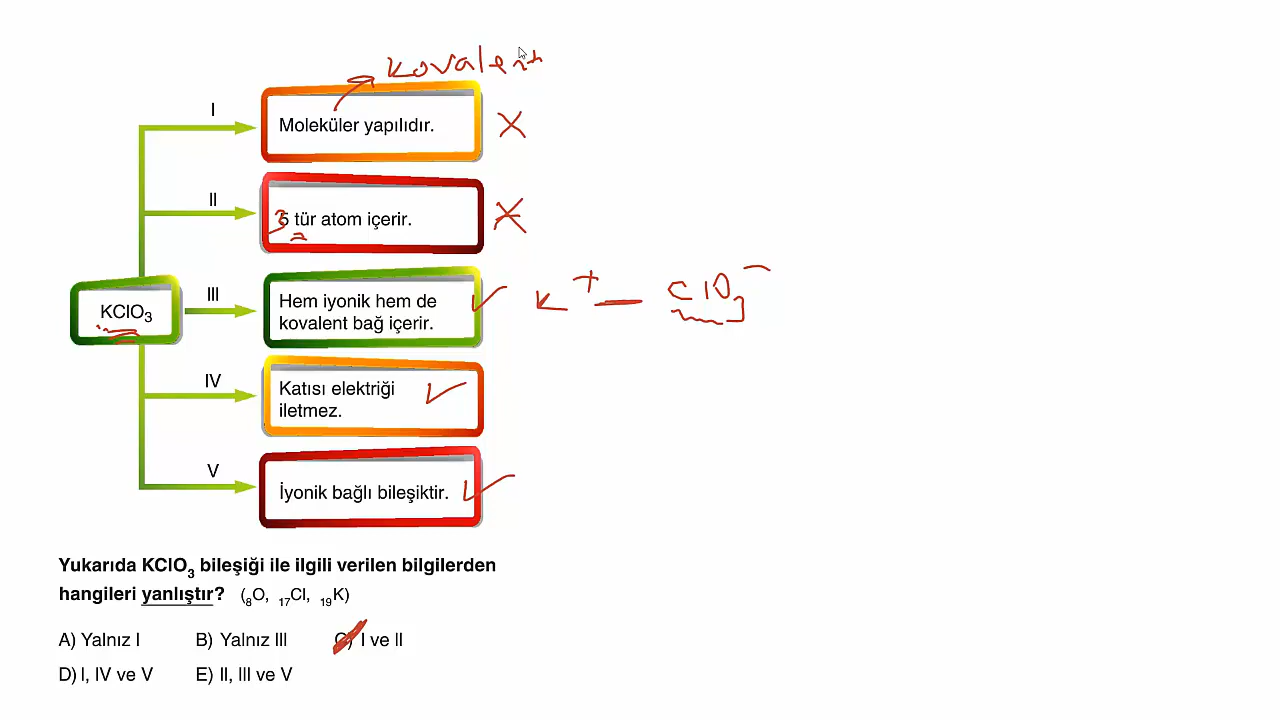 kovalent
I
Moleküler yapılıdır.
X
II
5 tür atom içerir.
X
3
KClO3
III
Hem iyonik hem de
kovalent bağ içerir.
K+ — ClO3-
IV
Katısı elektriği
iletmez.
V
İyonik bağlı bileşiktir.
Yukarıda KClO3 bileşiği ile ilgili verilen bilgilerden
hangileri yanlıştır? (8O, 17Cl, 19K)
A) Yalnız I B) Yalnız III C) I ve II
D) I, IV ve V E) II, III ve V